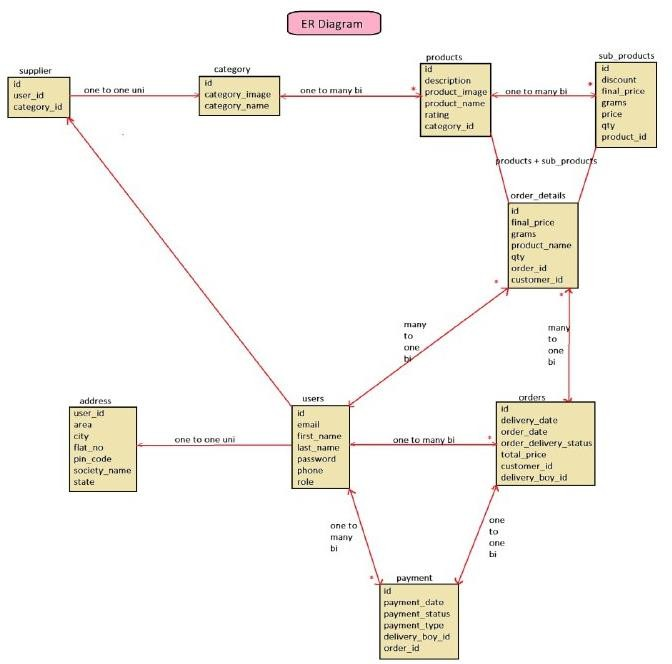 ER Diagram
supplier
id
user_id
category_id
one to one uni
category
id
category_image
category_name
one to many bi
*
products
id
description
product_image
product_name
rating
category_id
one to many bi
*
sub_products
id
discount
final_price
grams
price
qty
product_id
products + sub_products
order_details
id
final_price
grams
product_name
qty
order_id
customer_id
*
*
many
to
one
bi
many
to
one
bi
address
user_id
area
city
flat_no
pin_code
society_name
state
one to one uni
users
id
email
first_name
last_name
password
phone
role
one to many bi
*
orders
id
delivery_date
order_date
order_delivery_status
total_price
customer_id
delivery_boy_id
one to
many
bi
one
to
one
bi
*
payment
id
payment_date
payment_status
payment_type
delivery_boy_id
order_id